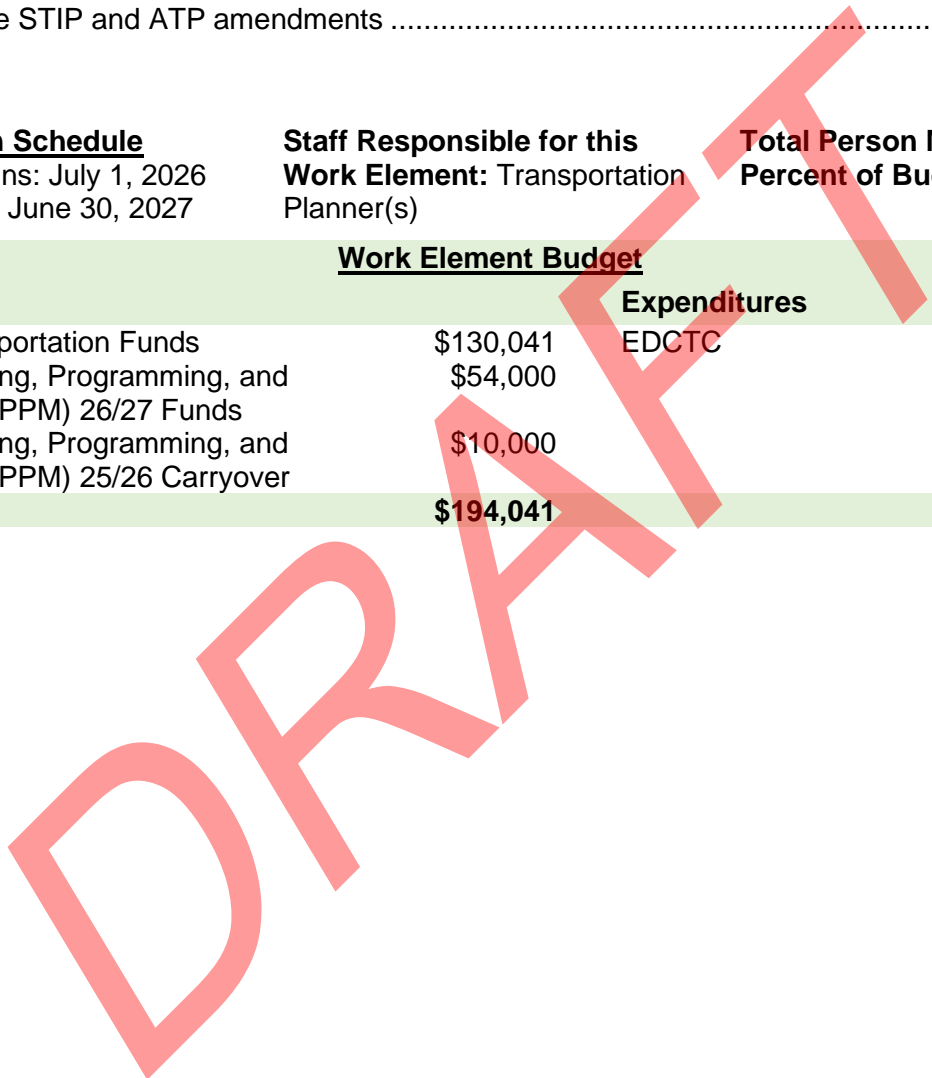 e STIP and ATP amendments ..............................................................................
Schedule Staff Responsible for this Total Person
ns: July 1, 2026 Work Element: Transportation Percent of
June 30, 2027 Planner(s)
Work Element Budget
Expenditures
portation Funds $130,041 EDCTC
ng, Programming, and $54,000
PPM) 26/27 Funds
ng, Programming, and $10,000
PPM) 25/26 Carryover
$194,041
DRAFT